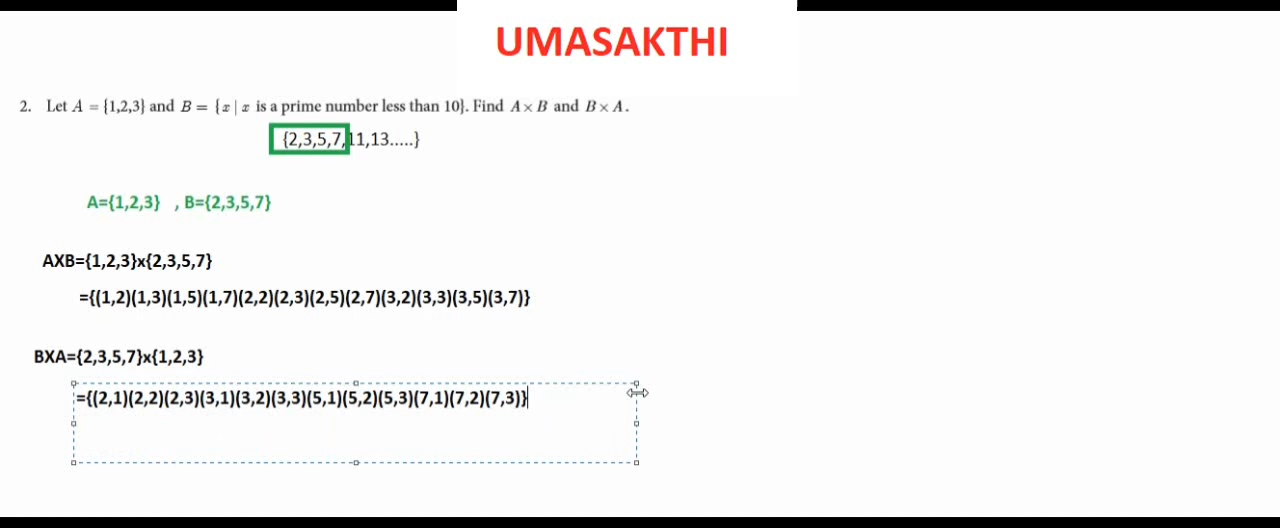 UMASAKTHI
2. Let A = {1,2,3} and B = {x | x is a prime number less than 10}. Find A × B and B × A.
{2,3,5,7,11,13.....}
A={1,2,3} , B={2,3,5,7}
AXB={1,2,3}x{2,3,5,7}
={(1,2)(1,3)(1,5)(1,7)(2,2)(2,3)(2,5)(2,7)(3,2)(3,3)(3,5)(3,7)}
BXA={2,3,5,7}x{1,2,3}
={(2,1)(2,2)(2,3)(3,1)(3,2)(3,3)(5,1)(5,2)(5,3)(7,1)(7,2)(7,3)}